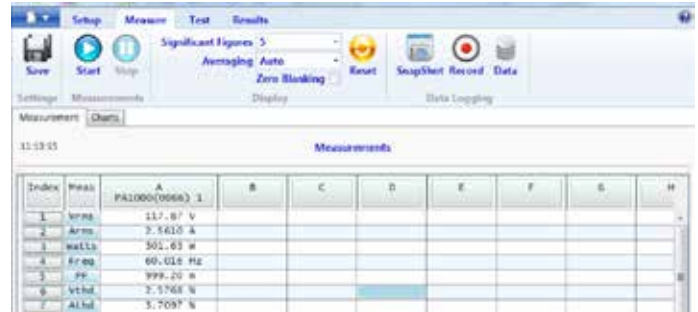 Setup Measure Test Results
Significant Figures 5
Averaging Auto
Zero Blanking
Save Start Stop Reset SnapShot Record Data
Settings Measurements Display Data Logging
Measurement Charts
11:53:55
Measurements
Index Meas A B C D E F G H
PA1000(0066) 1
1 Vrms 117.87 V
2 Arms 2.5610 A
3 Watts 301.63 W
4 Freq 60.016 Hz
5 PF 999.20 m
6 Vthd 2.5768 %
7 Athd 3.7097 %